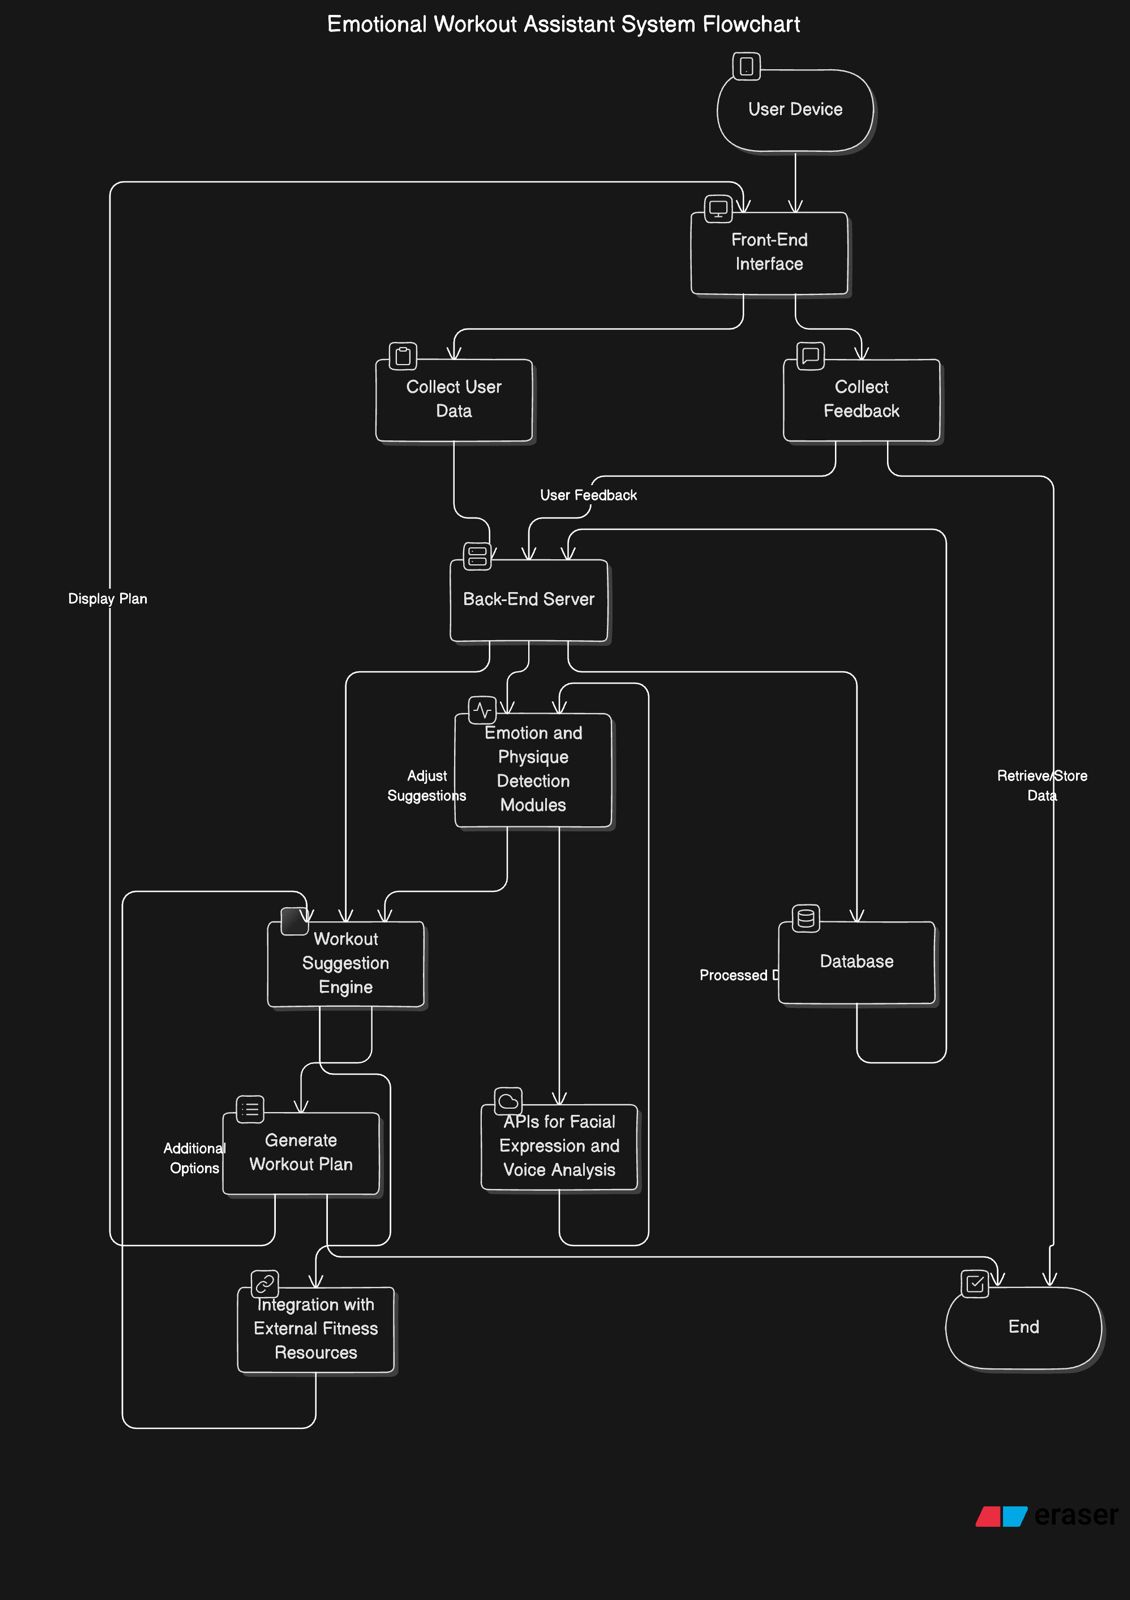 Emotional Workout Assistant System Flowchart
User Device
Front-End
Interface
Collect User
Data
Collect
Feedback
User Feedback
Back-End Server
Display Plan
Emotion and
Physique
Detection
Modules
Adjust
Suggestions
Retrieve/Store
Data
Workout
Suggestion
Engine
Database
Processed D
APIs for Facial
Expression and
Voice Analysis
Generate
Workout Plan
Additional
Options
Integration with
External Fitness
Resources
End
eraser